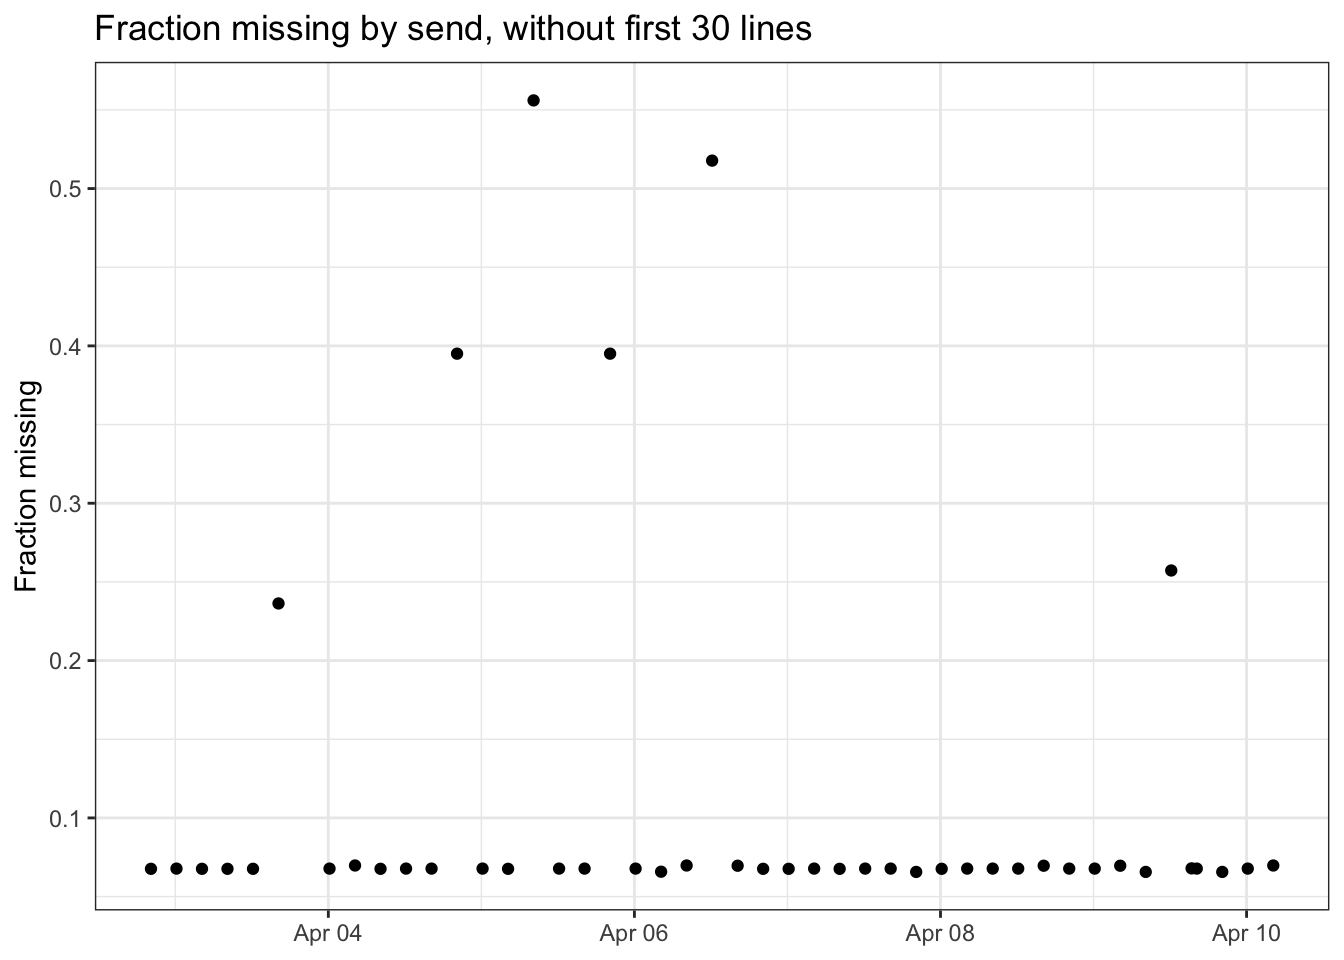 Fraction missing by send, without first 30 lines
Fraction missing
0.5
0.4
0.3
0.2
0.1
Apr 04
Apr 06
Apr 08
Apr 10